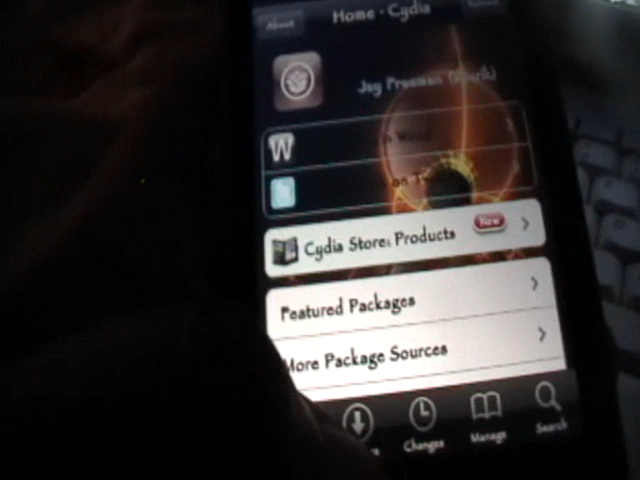 About
Home - Cydia
Jay Freeman (saurik)
W
t
Cydia Store: Products
New
Featured Packages
More Package Sources
Changes
Manage
Search